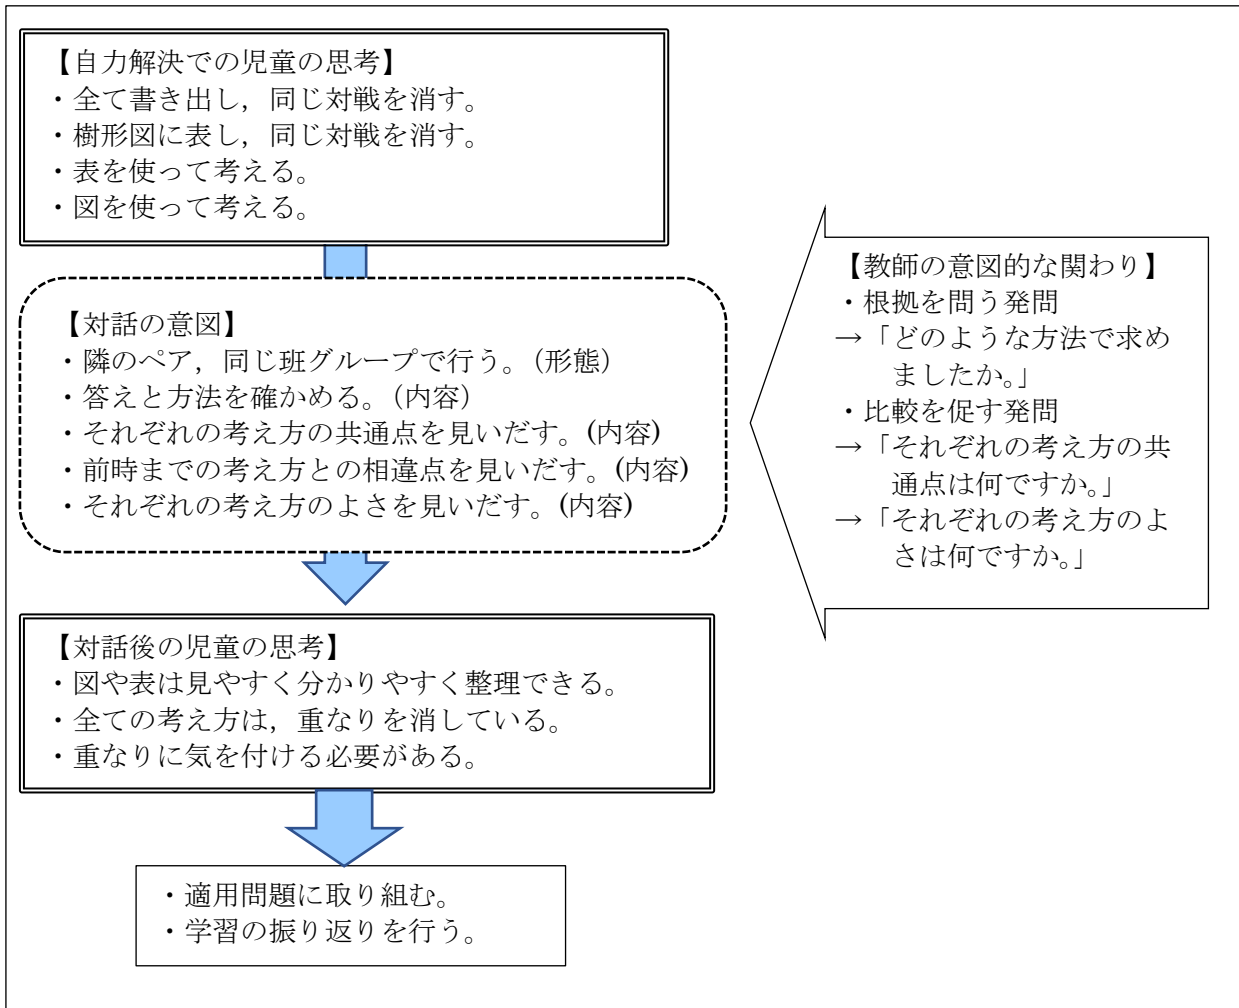 【自力解決での児童の思考】
・全て書き出し，同じ対戦を消す。
・樹形図に表し，同じ対戦を消す。
・表を使って考える。
・図を使って考える。
【対話の意図】
・隣のペア，同じ班グループで行う。（形態）
・答えと方法を確かめる。（内容）
・それぞれの考え方の共通点を見いだす。(内容)
・前時までの考え方との相違点を見いだす。(内容)
・それぞれの考え方のよさを見いだす。(内容)
【教師の意図的な関わり】
・根拠を問う発問
→「どのような方法で求め
ましたか。」
・比較を促す発問
→「それぞれの考え方の共
通点は何ですか。」
→「それぞれの考え方のよ
さは何ですか。」
【対話後の児童の思考】
・図や表は見やすく分かりやすく整理できる。
・全ての考え方は，重なりを消している。
・重なりに気を付ける必要がある。
・適用問題に取り組む。
・学習の振り返りを行う。